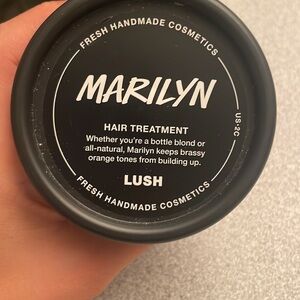 FRESH HANDMADE COSMETICS
MARILYN
US-2C
HAIR TREATMENT
Whether you're a bottle blond or
all-natural, Marilyn keeps brassy
orange tones from building up.
LUSH
FRESH HANDMADE COSMETICS